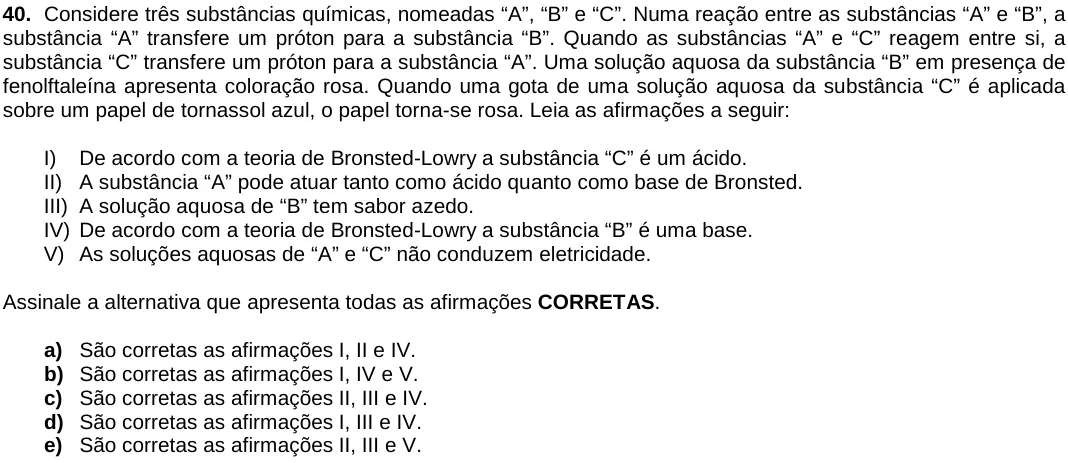 40. Considere três substâncias químicas, nomeadas “A”, “B” e “C”. Numa reação entre as substâncias “A” e “B”, a
substância “A” transfere um próton para a substância “B”. Quando as substâncias “A” e “C” reagem entre si, a
substância “C” transfere um próton para a substância “A”. Uma solução aquosa da substância “B” em presença de
fenolftaleína apresenta coloração rosa. Quando uma gota de uma solução aquosa da substância “C” é aplicada
sobre um papel de tornassol azul, o papel torna-se rosa. Leia as afirmações a seguir:
I) De acordo com a teoria de Bronsted-Lowry a substância “C” é um ácido.
II) A substância “A” pode atuar tanto como ácido quanto como base de Bronsted.
III) A solução aquosa de “B” tem sabor azedo.
IV) De acordo com a teoria de Bronsted-Lowry a substância “B” é uma base.
V) As soluções aquosas de “A” e “C” não conduzem eletricidade.
Assinale a alternativa que apresenta todas as afirmações CORRETAS.
a) São corretas as afirmações I, II e IV.
b) São corretas as afirmações I, IV e V.
c) São corretas as afirmações II, III e IV.
d) São corretas as afirmações I, III e IV.
e) São corretas as afirmações II, III e V.